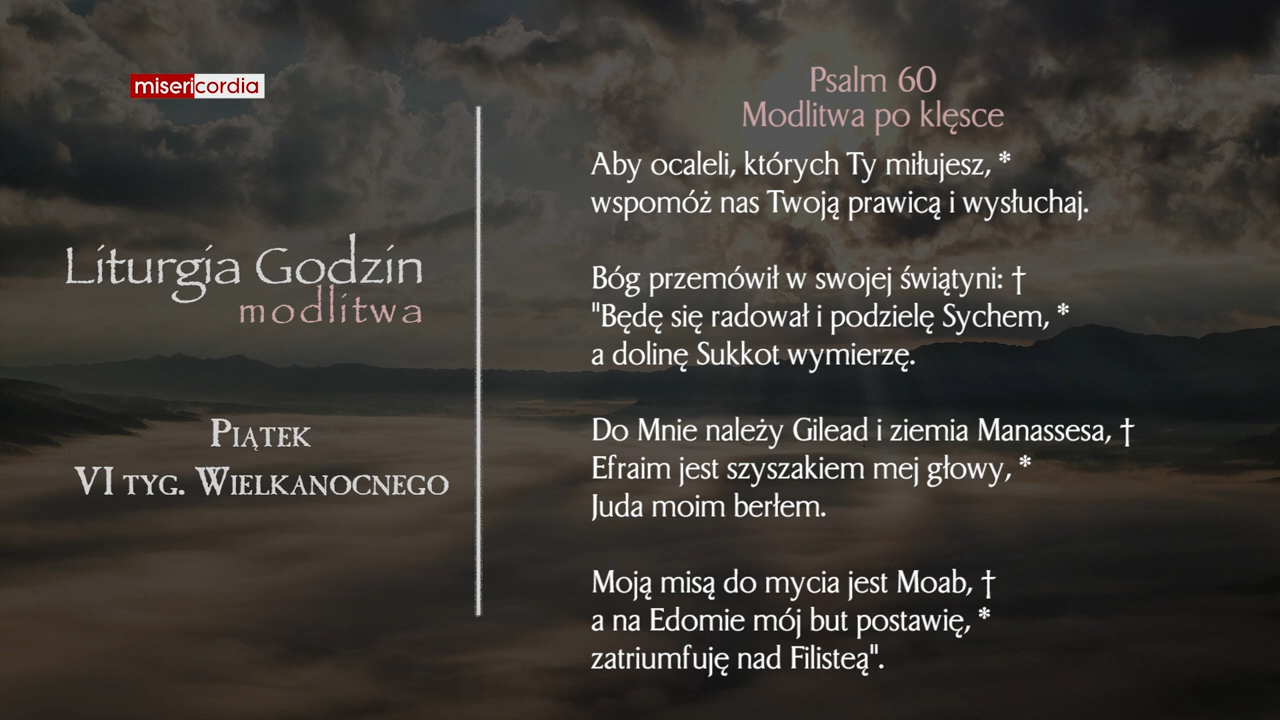 misericordia
Liturgia Godzin
modlitwa
Piątek
VI tyg. Wielkanocnego
Psalm 60
Modlitwa po klęsce
Aby ocaleli, których Ty miłujesz, *
wspomóż nas Twoją prawicą i wysłuchaj.
Bóg przemówił w swojej świątyni: †
"Będę się radował i podzielę Sychem, *
a dolinę Sukkot wymierzę.
Do Mnie należy Gilead i ziemia Manassesa, †
Efraim jest szyszakiem mej głowy, *
Juda moim berłem.
Moją misą do mycia jest Moab, †
a na Edomie mój but postawię, *
zatriumfuję nad Filisteą".